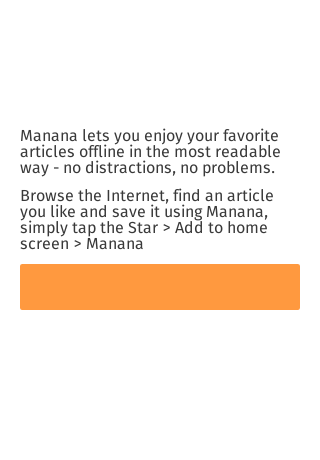 Manana lets you enjoy your favorite
articles offline in the most readable
way - no distractions, no problems.
Browse the Internet, find an article
you like and save it using Manana,
simply tap the Star > Add to home
screen > Manana